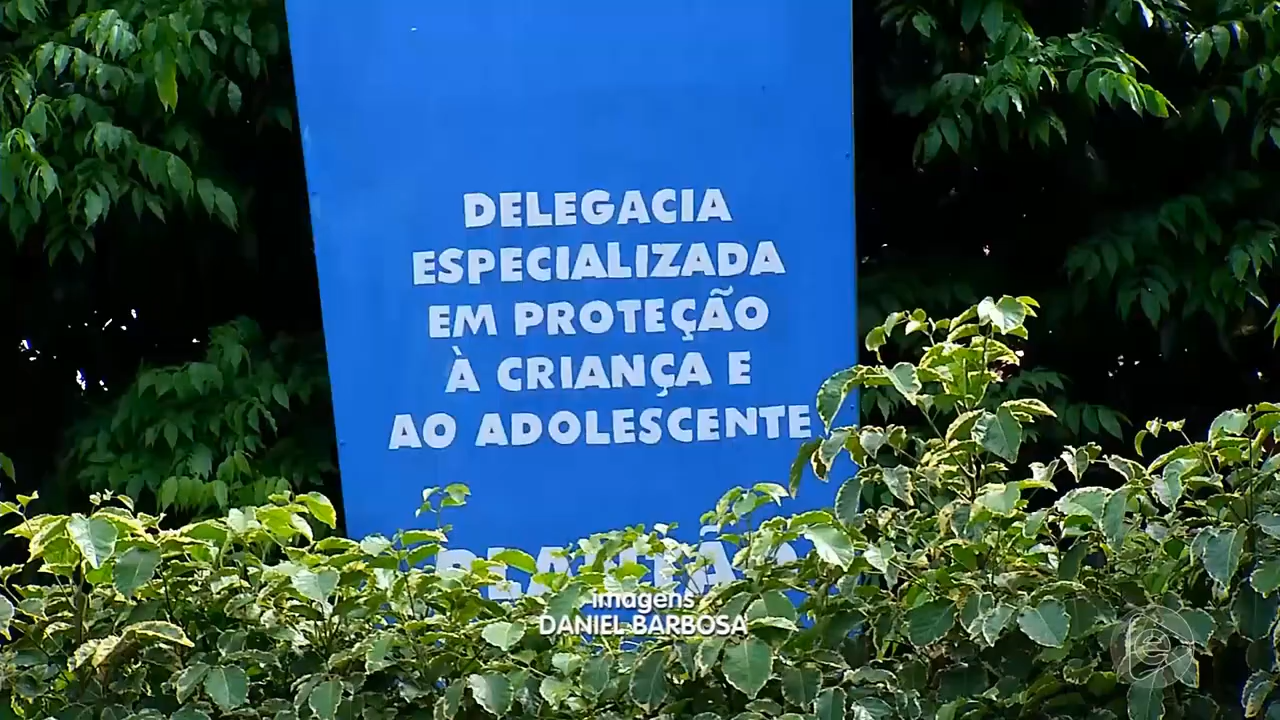 DELEGACIA
ESPECIALIZADA
EM PROTEÇÃO
À CRIANÇA E
AO ADOLESCENTE
imagens
DANIEL BARBOSA